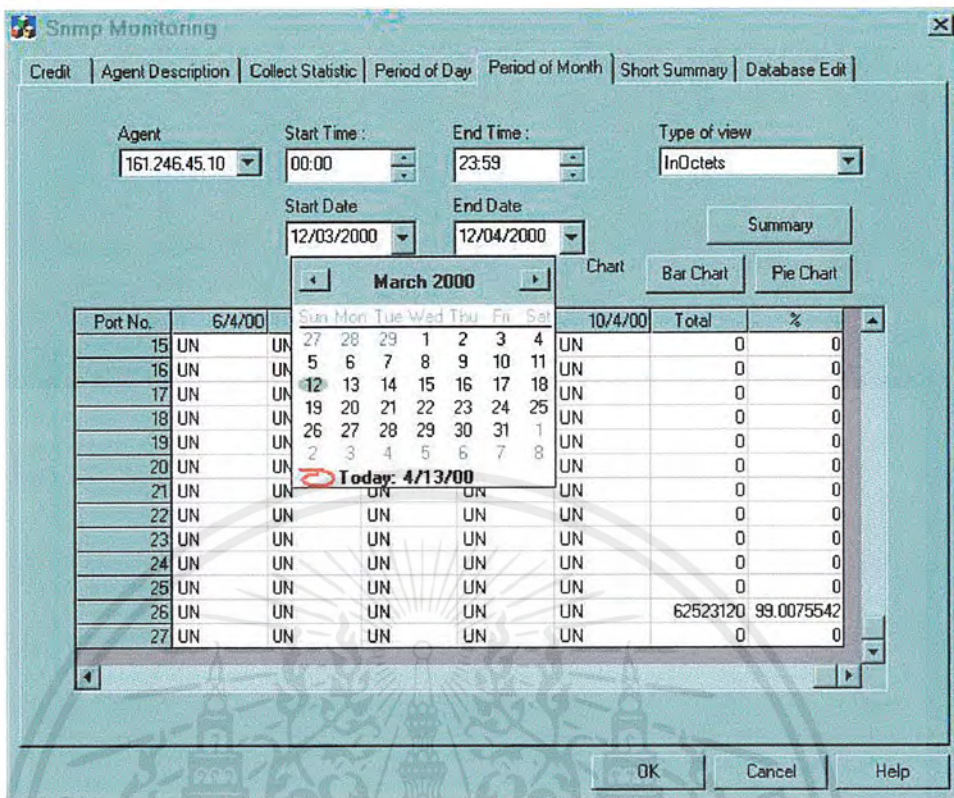 Snmp Monitoring
Credit Agent Description Collect Statistic Period of Day Period of Month Short Summary Database Edit
Agent Start Time : End Time : Type of view
161.246.45.10 00:00 23:59 InOctets
Start Date End Date
12/03/2000 12/04/2000 Summary
Chart Bar Chart Pie Chart
March 2000
Sun Mon Tue Wed Thu Fri Sat
27 28 29 1 2 3 4
5 6 7 8 9 10 11
12 13 14 15 16 17 18
19 20 21 22 23 24 25
26 27 28 29 30 31 1
2 3 4 5 6 7 8
Today: 4/13/00
Port No. 6/4/00 10/4/00 Total %
15 UN UN UN 0 0
16 UN UN UN 0 0
17 UN UN UN 0 0
18 UN UN UN 0 0
19 UN UN UN 0 0
20 UN UN UN 0 0
21 UN UN UN UN UN 0 0
22 UN UN UN UN UN 0 0
23 UN UN UN UN UN 0 0
24 UN UN UN UN UN 0 0
25 UN UN UN UN UN 0 0
26 UN UN UN UN UN 62523120 99.0075542
27 UN UN UN UN UN 0 0
OK Cancel Help